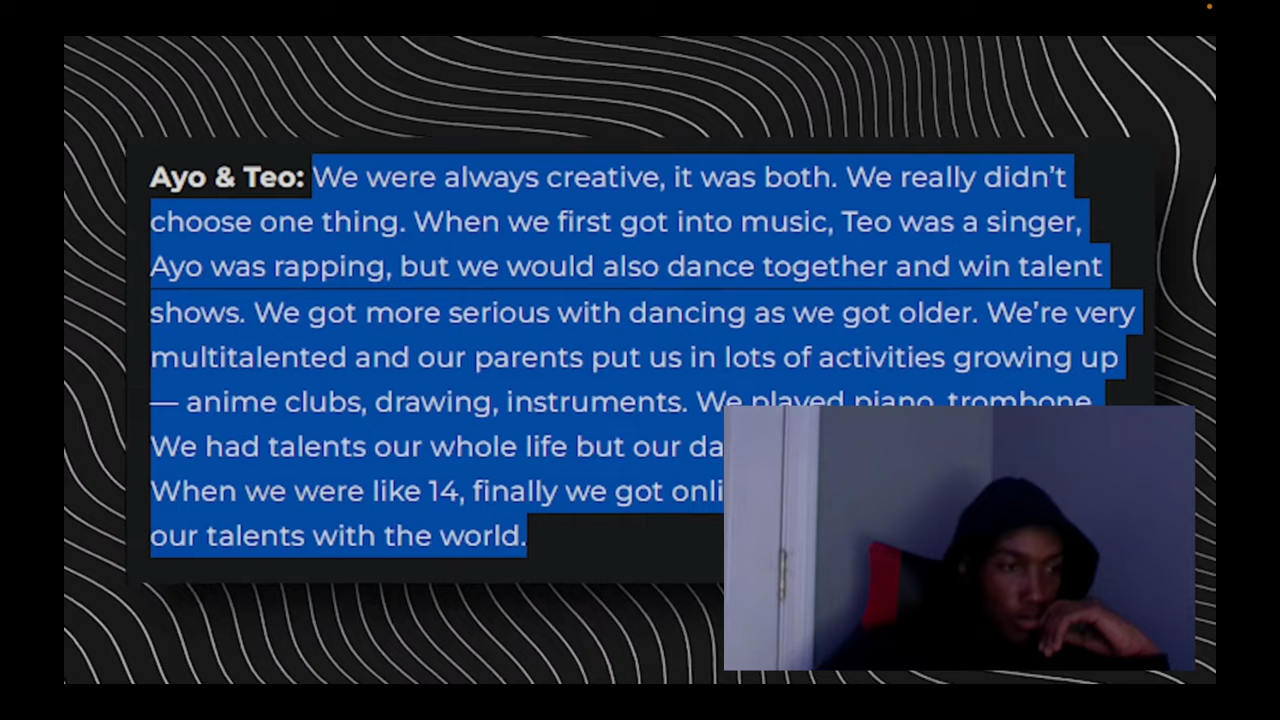 Ayo & Teo: We were always creative, it was both. We really didn’t
choose one thing. When we first got into music, Teo was a singer,
Ayo was rapping, but we would also dance together and win talent
shows. We got more serious with dancing as we got older. We’re very
multitalented and our parents put us in lots of activities growing up
— anime clubs, drawing, instruments. We played piano, trombone.
We had talents our whole life but our
When we were like 14, finally we got
our talents with the world.